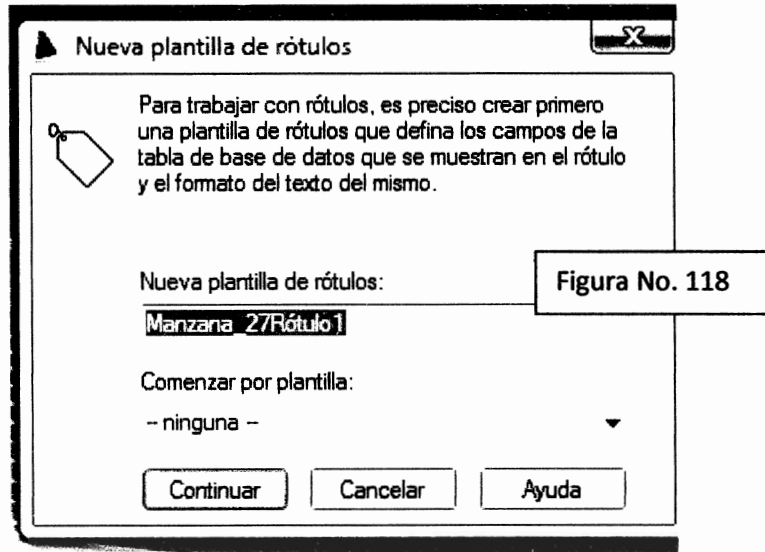 Nueva plantilla de rótulos
X
Para trabajar con rótulos, es preciso crear primero
una plantilla de rótulos que defina los campos de la
tabla de base de datos que se muestran en el rótulo
y el formato del texto del mismo.
Nueva plantilla de rótulos:
Figura No. 118
Manzana_27Rótulo1
Comenzar por plantilla:
-- ninguna --
Continuar
Cancelar
Ayuda